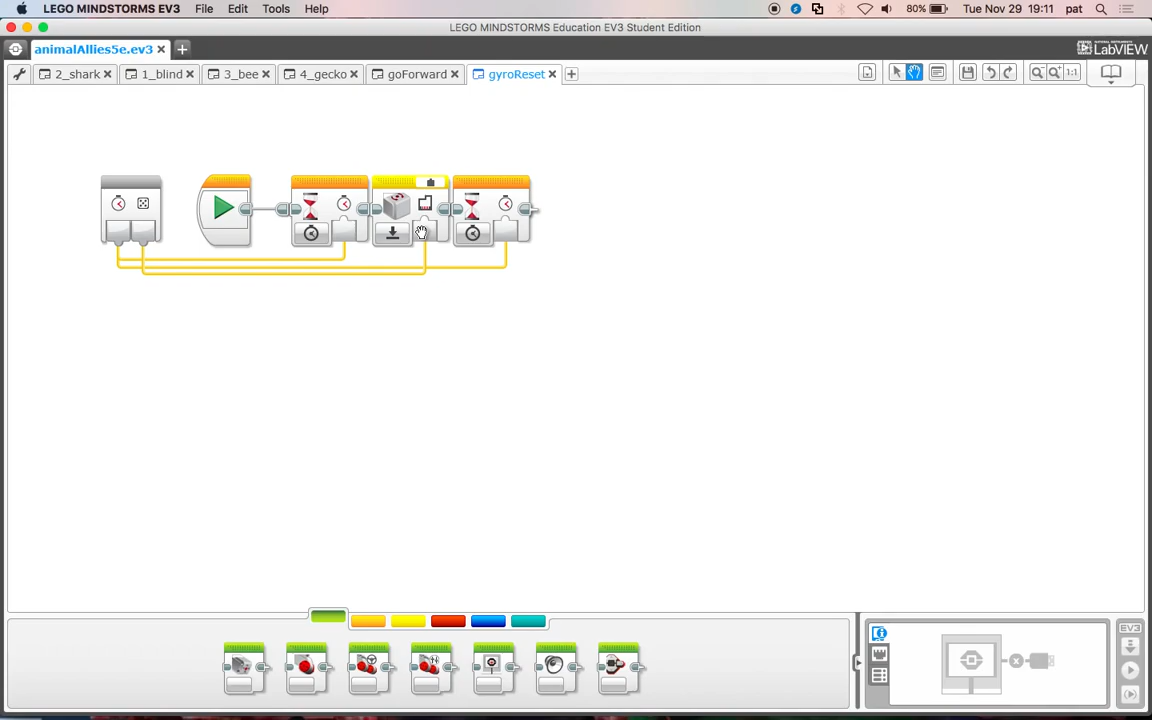 LEGO MINDSTORMS EV3 File Edit Tools Help 80% Tue Nov 29 19:11 pat
LEGO MINDSTORMS Education EV3 Student Edition
animalAllies5e.ev3 LabVIEW
2_shark 1_blind 3_bee 4_gecko goForward gyroReset 1:1
EV3